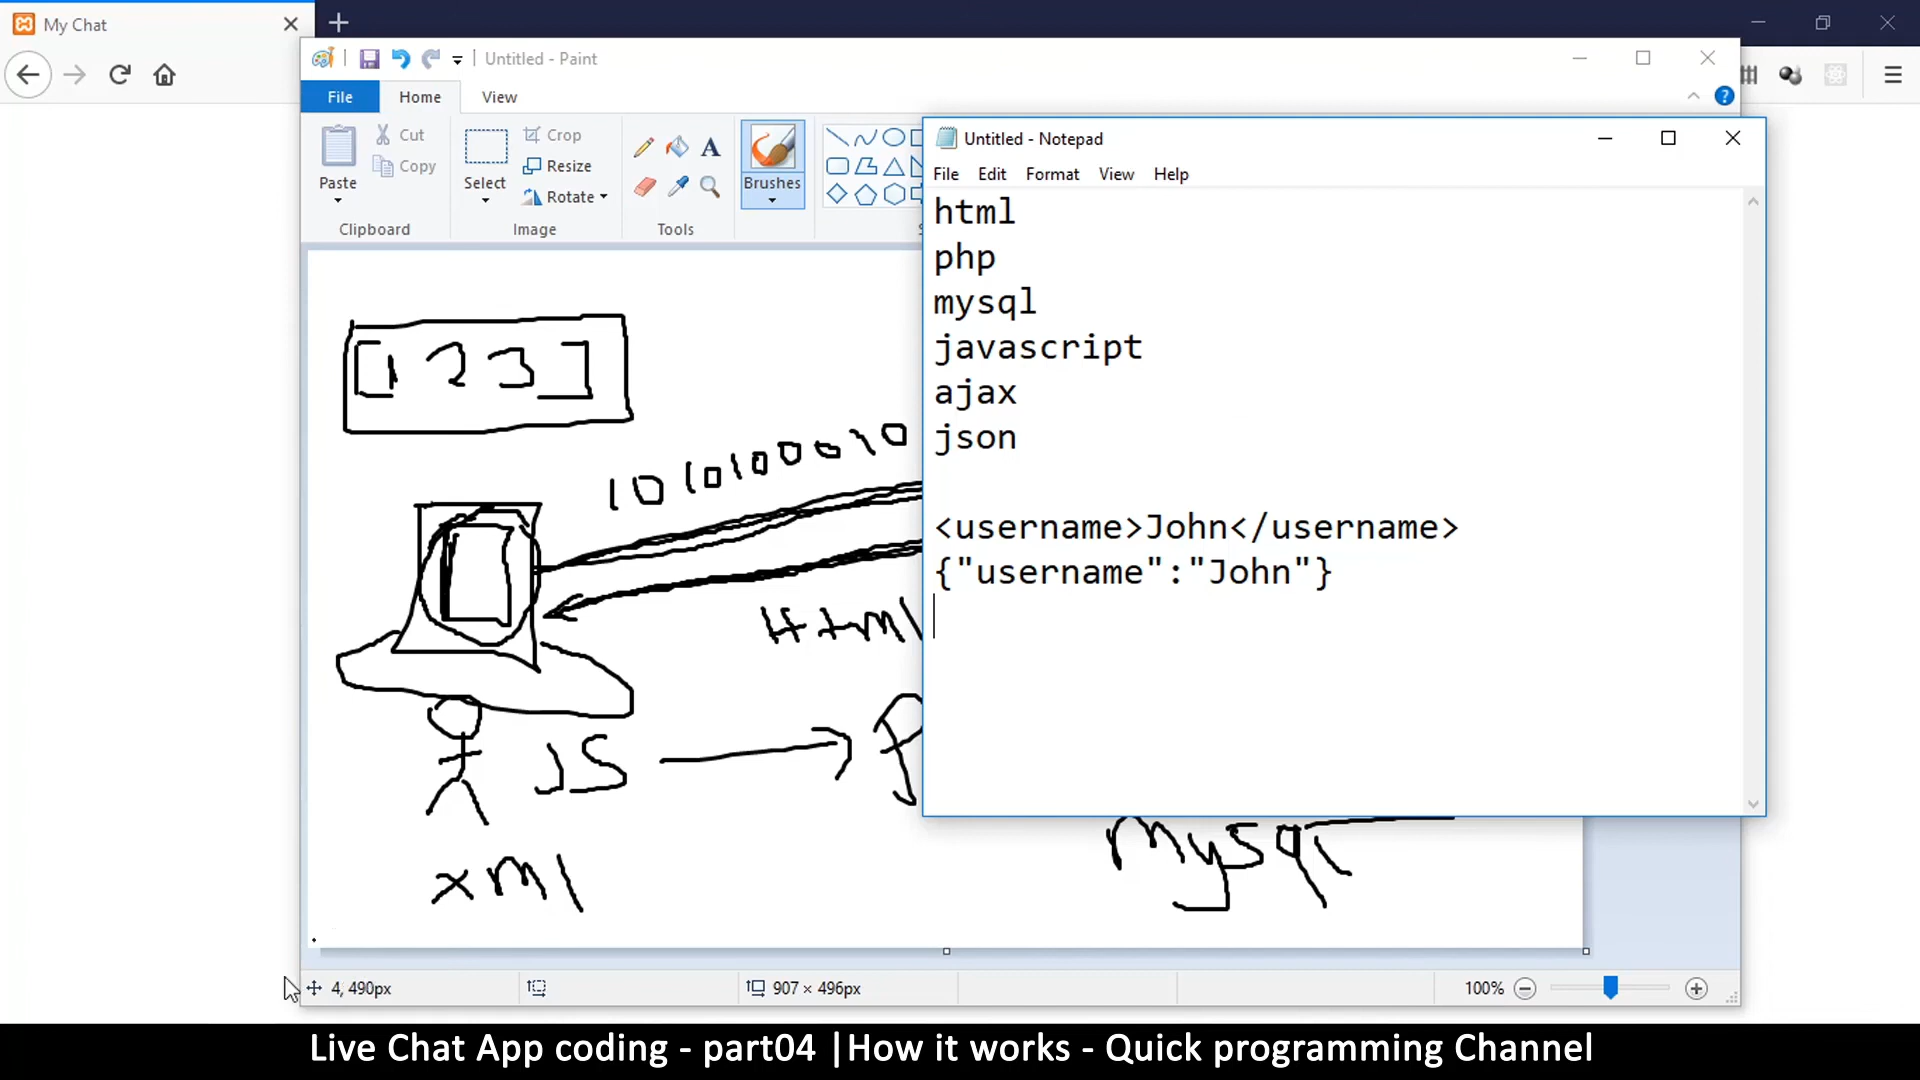 My Chat
Untitled - Paint
File
Home
View
Paste
Cut
Copy
Clipboard
Select
Crop
Resize
Rotate
Image
A
Tools
Brushes
Untitled - Notepad
File Edit Format View Help
html
php
mysql
javascript
ajax
json
<username>John</username>
{"username":"John"}
[1 2 3]
1010100010
Html
JS
P
xml
Mysql
4, 490px
907 × 496px
100%
Live Chat App coding - part04 |How it works - Quick programming Channel